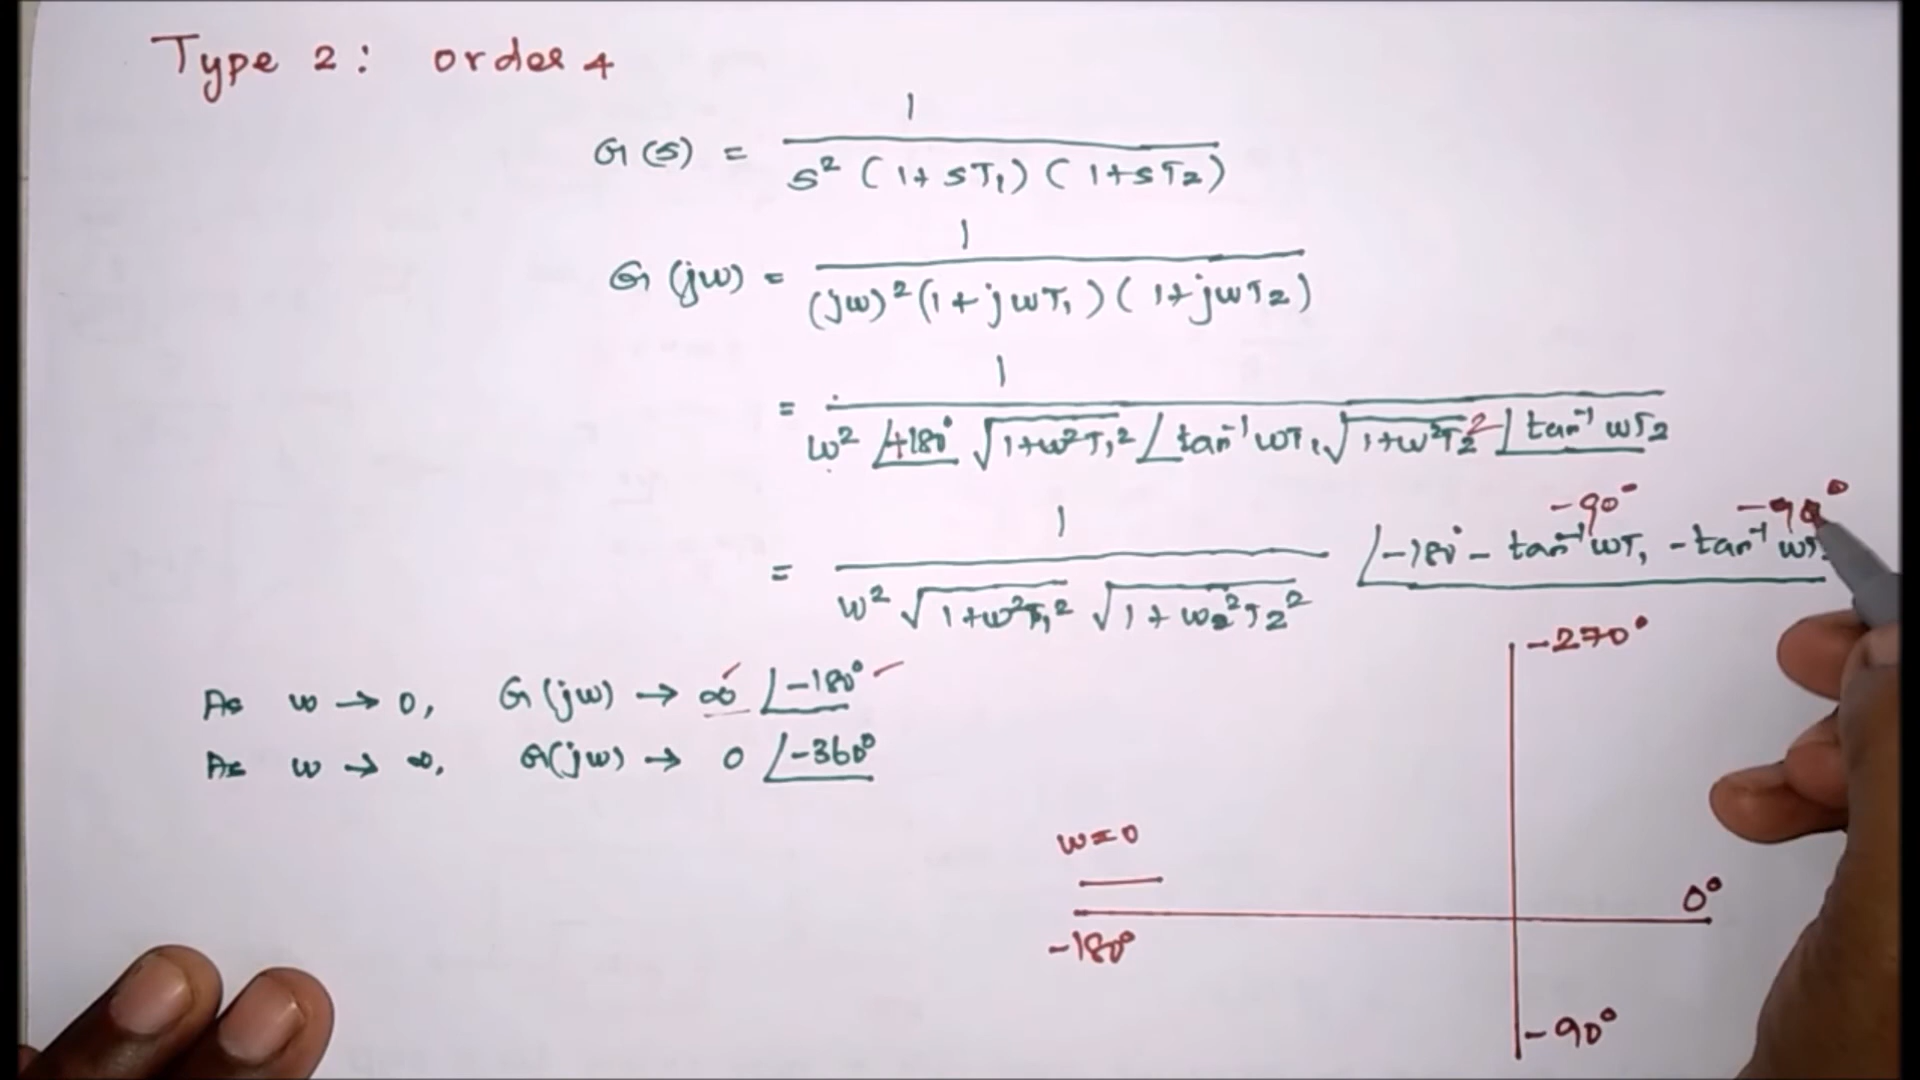 Type 2: order 4
G(s) = 1 / s² (1+sT₁)(1+sT₂)
G(jω) = 1 / (jω)²(1+jωT₁)(1+jωT₂)
= 1 / ω² ∠+180° √1+ω²T₁² ∠tan⁻¹ωT₁ √1+ω²T₂² ∠tan⁻¹ωT₂
-90° -90°
= 1 / ω² √1+ω²T₁² √1+ω₂²T₂² ∠-180° - tan⁻¹ωT₁ - tan⁻¹ω
-270°
As ω → 0, G(jω) → ∞ ∠-180°
As ω → ∞, G(jω) → 0 ∠-360°
ω=0
0°
-180°
-90°